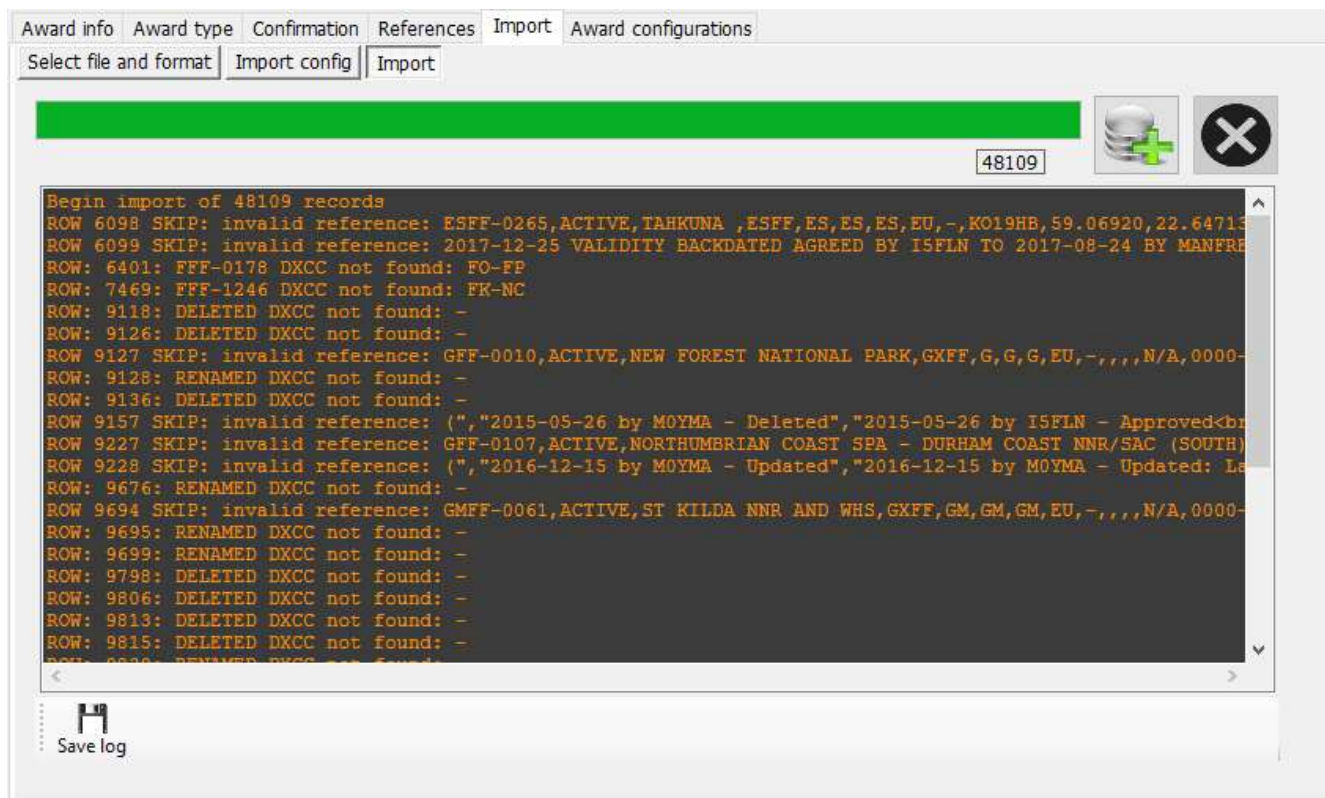 Award info Award type Confirmation References Import Award configurations
Select file and format Import config Import
48109
Begin import of 48109 records
ROW 6098 SKIP: invalid reference: ESFF-0265,ACTIVE,TAHKUNA ,ESFF,ES,ES,ES,EU,-,KO19HB,59.06920,22.64713
ROW 6099 SKIP: invalid reference: 2017-12-25 VALIDITY BACKDATED AGREED BY I5FLN TO 2017-08-24 BY MANFRE
ROW: 6401: FFF-0178 DXCC not found: FO-FP
ROW: 7469: FFF-1246 DXCC not found: FK-NC
ROW: 9118: DELETED DXCC not found: -
ROW: 9126: DELETED DXCC not found: -
ROW 9127 SKIP: invalid reference: GFF-0010,ACTIVE,NEW FOREST NATIONAL PARK,GXFF,G,G,G,EU,-,,,,N/A,0000-
ROW: 9128: RENAMED DXCC not found: -
ROW: 9136: DELETED DXCC not found: -
ROW 9157 SKIP: invalid reference: (","2015-05-26 by M0YMA - Deleted","2015-05-26 by I5FLN - Approved<br
ROW 9227 SKIP: invalid reference: GFF-0107,ACTIVE,NORTHUMBRIAN COAST SPA - DURHAM COAST NNR/SAC (SOUTH)
ROW 9228 SKIP: invalid reference: (","2016-12-15 by M0YMA - Updated","2016-12-15 by M0YMA - Updated: La
ROW: 9676: RENAMED DXCC not found: -
ROW 9694 SKIP: invalid reference: GMFF-0061,ACTIVE,ST KILDA NNR AND WHS,GXFF,GM,GM,GM,EU,-,,,,N/A,0000-
ROW: 9695: RENAMED DXCC not found: -
ROW: 9699: RENAMED DXCC not found: -
ROW: 9798: DELETED DXCC not found: -
ROW: 9806: DELETED DXCC not found: -
ROW: 9813: DELETED DXCC not found: -
ROW: 9815: DELETED DXCC not found: -
Save log